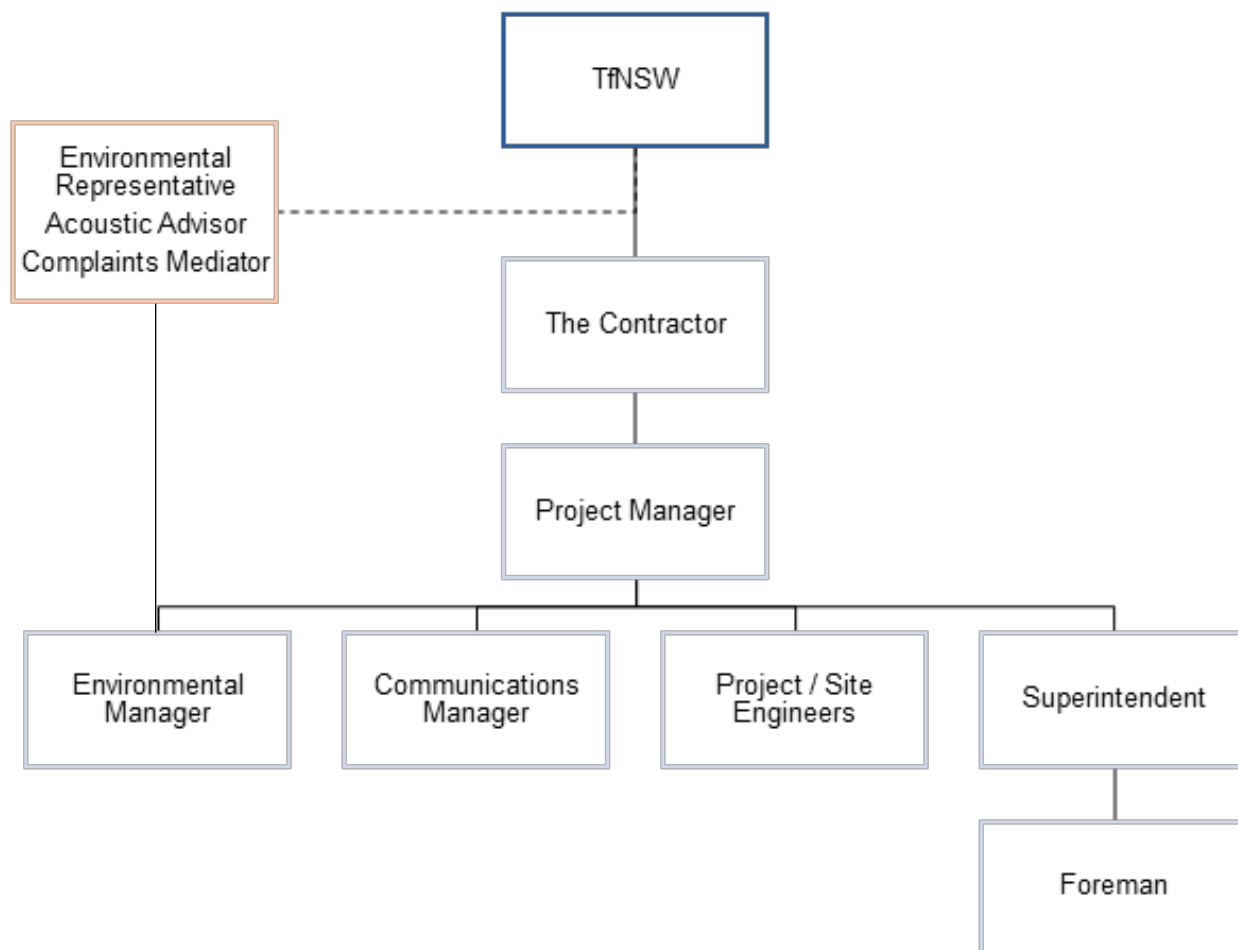 TfNSW
Environmental
Representative
Acoustic Advisor
Complaints Mediator
The Contractor
Project Manager
Environmental
Manager
Communications
Manager
Project / Site
Engineers
Superintendent
Foreman